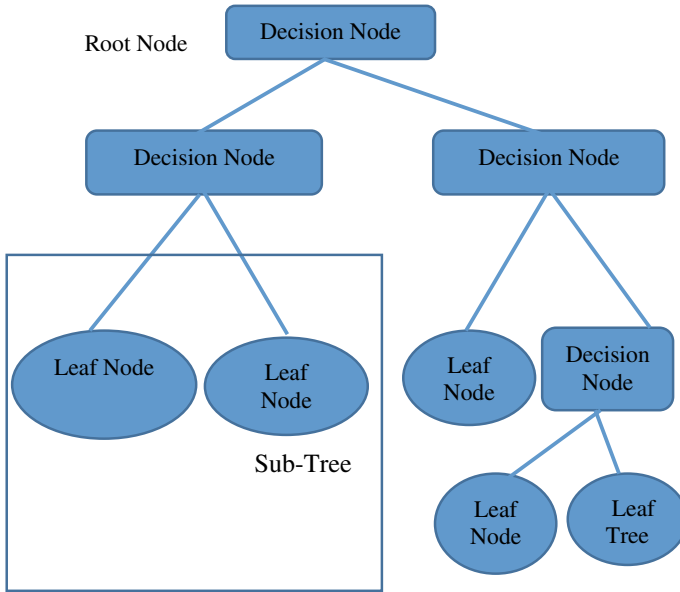 Root Node
Decision Node
Decision Node
Decision Node
Leaf Node
Leaf
Node
Leaf
Node
Decision
Node
Sub-Tree
Leaf
Node
Leaf
Tree